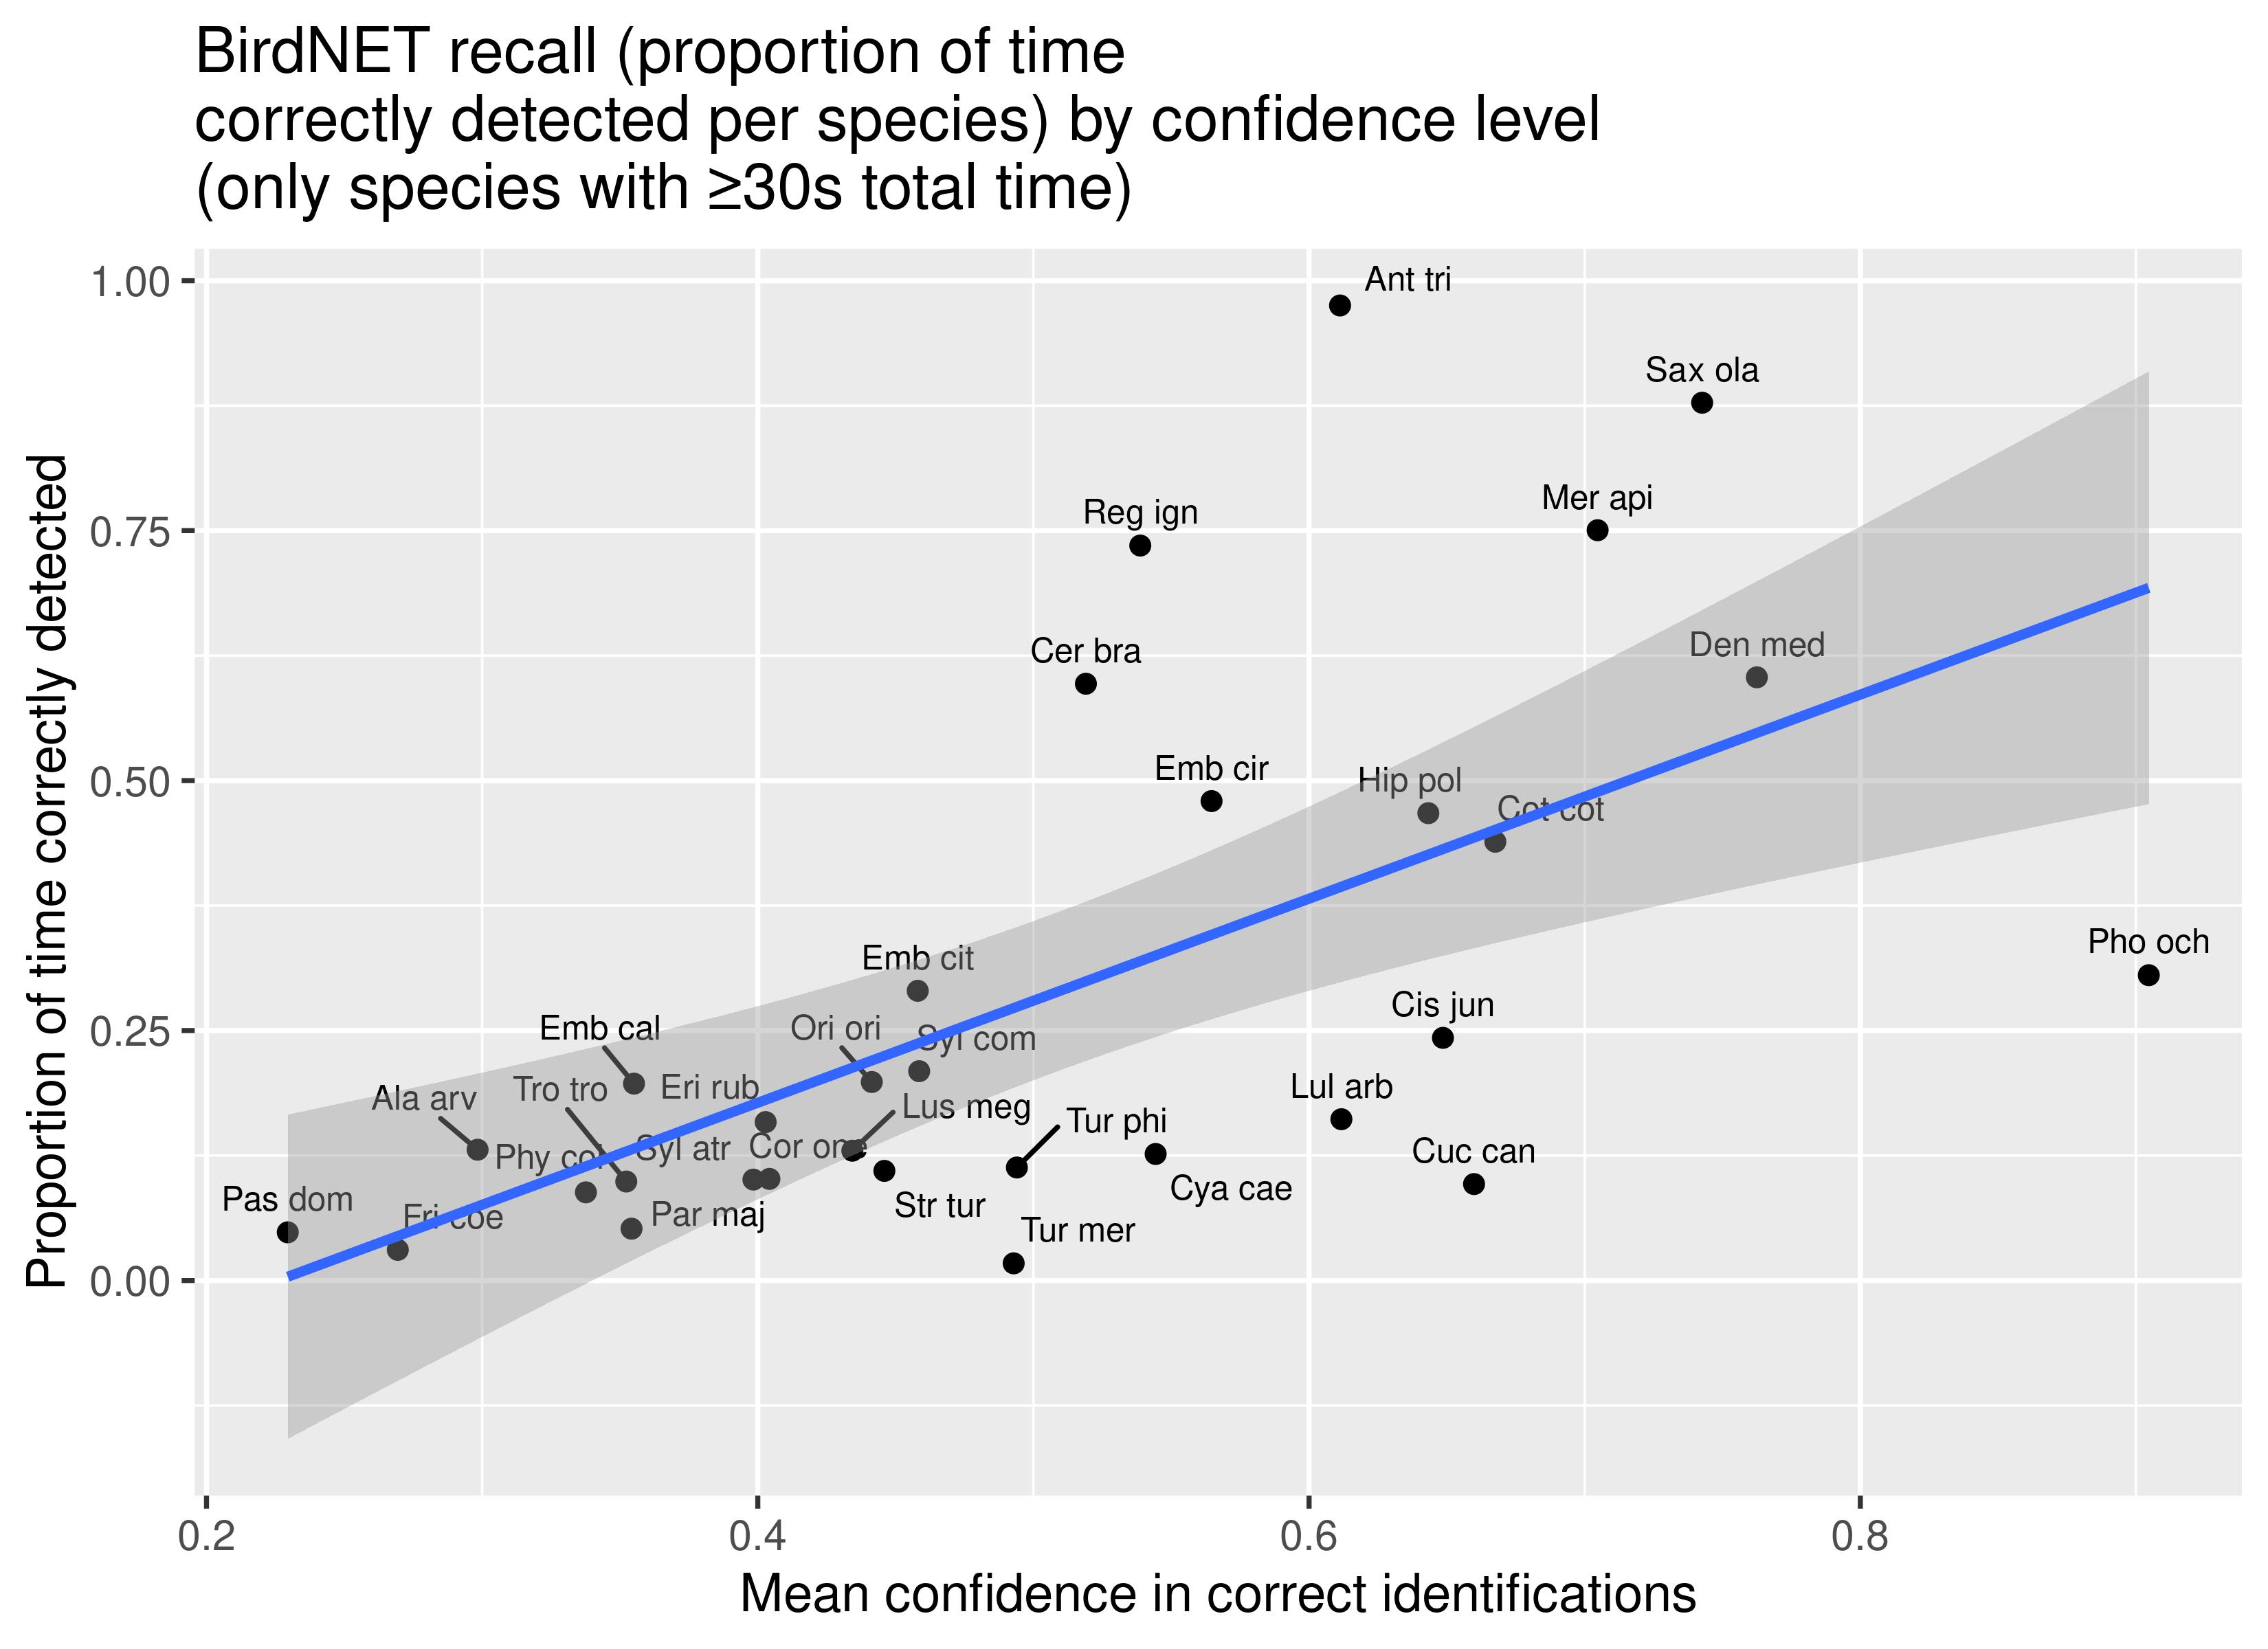 BirdNET recall (proportion of time
correctly detected per species) by confidence level
(only species with ≥30s total time)
Proportion of time correctly detected
1.00
0.75
0.50
0.25
0.00
Ant tri
Sax ola
Mer api
Reg ign
Den med
Cer bra
Emb cir
Hip pol
Cot cot
Pho och
Emb cit
Cis jun
Emb cal
Ori ori
Syl com
Ala arv
Tro tro
Eri rub
Lus meg
Lul arb
Tur phi
Phy col
Syl atr
Cor one
Cuc can
Cya cae
Pas dom
Fri coe
Par maj
Str tur
Tur mer
0.2
0.4
0.6
0.8
Mean confidence in correct identifications